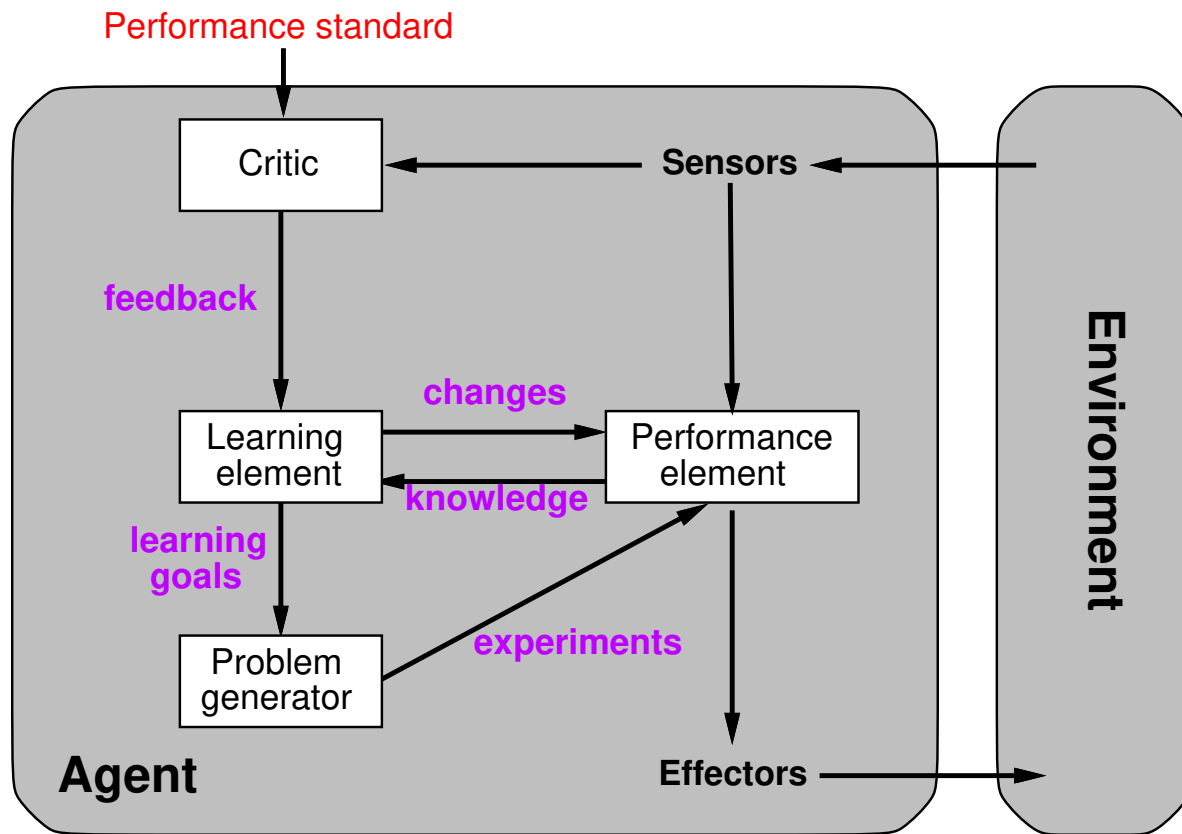 Performance standard
Critic
Sensors
feedback
changes
Learning
element
Performance
element
knowledge
learning
goals
experiments
Problem
generator
Agent
Effectors
Environment